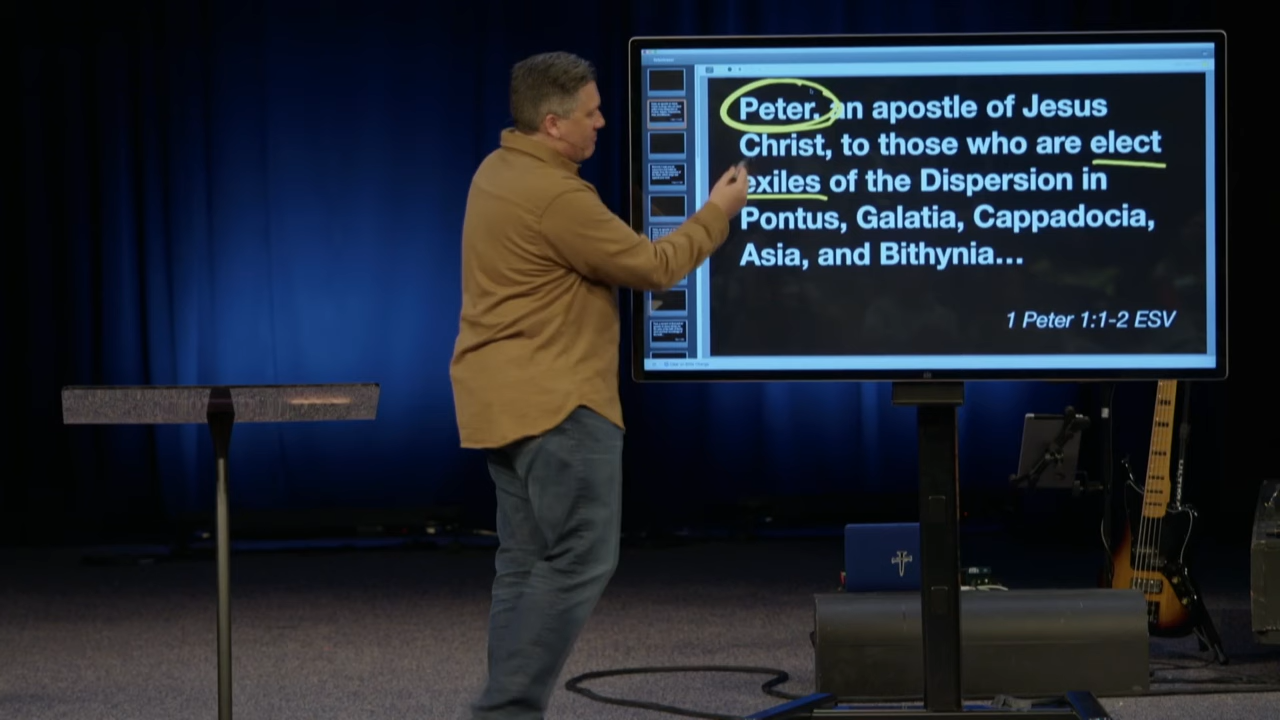 Peter, an apostle of Jesus
Christ, to those who are elect
exiles of the Dispersion in
Pontus, Galatia, Cappadocia,
Asia, and Bithynia...
1 Peter 1:1-2 ESV